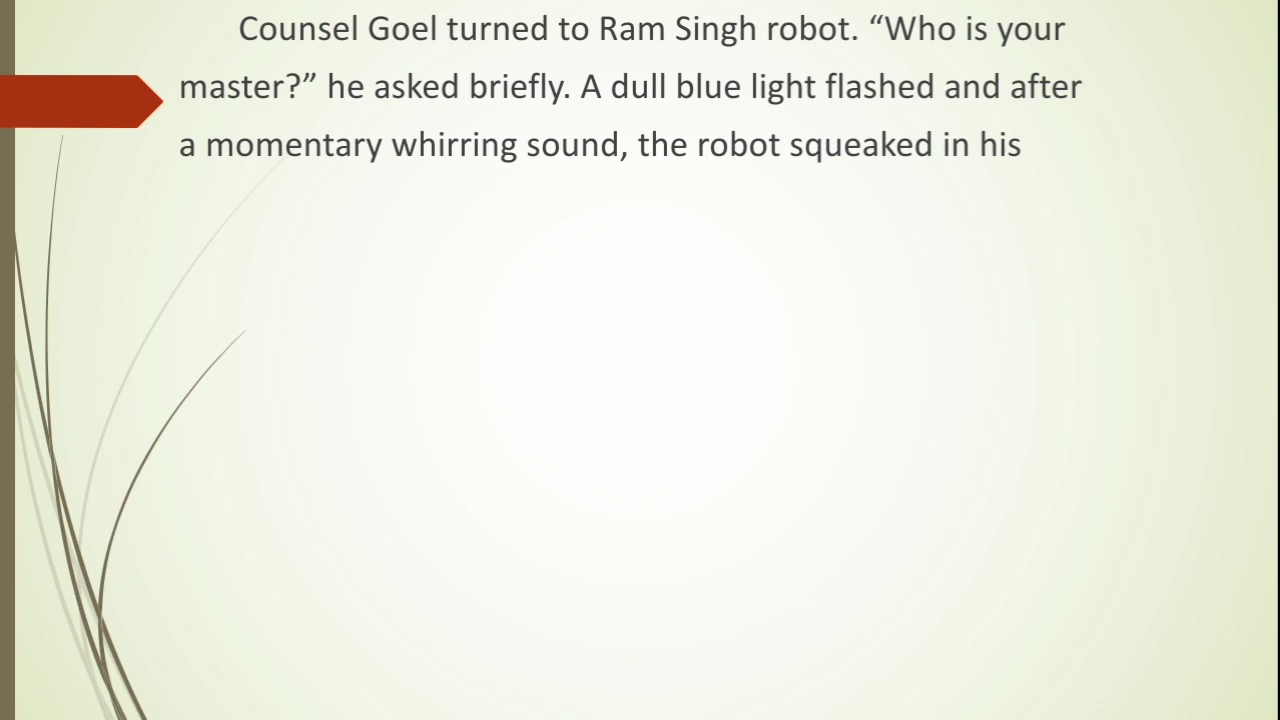 Counsel Goel turned to Ram Singh robot. “Who is your
master?” he asked briefly. A dull blue light flashed and after
a momentary whirring sound, the robot squeaked in his